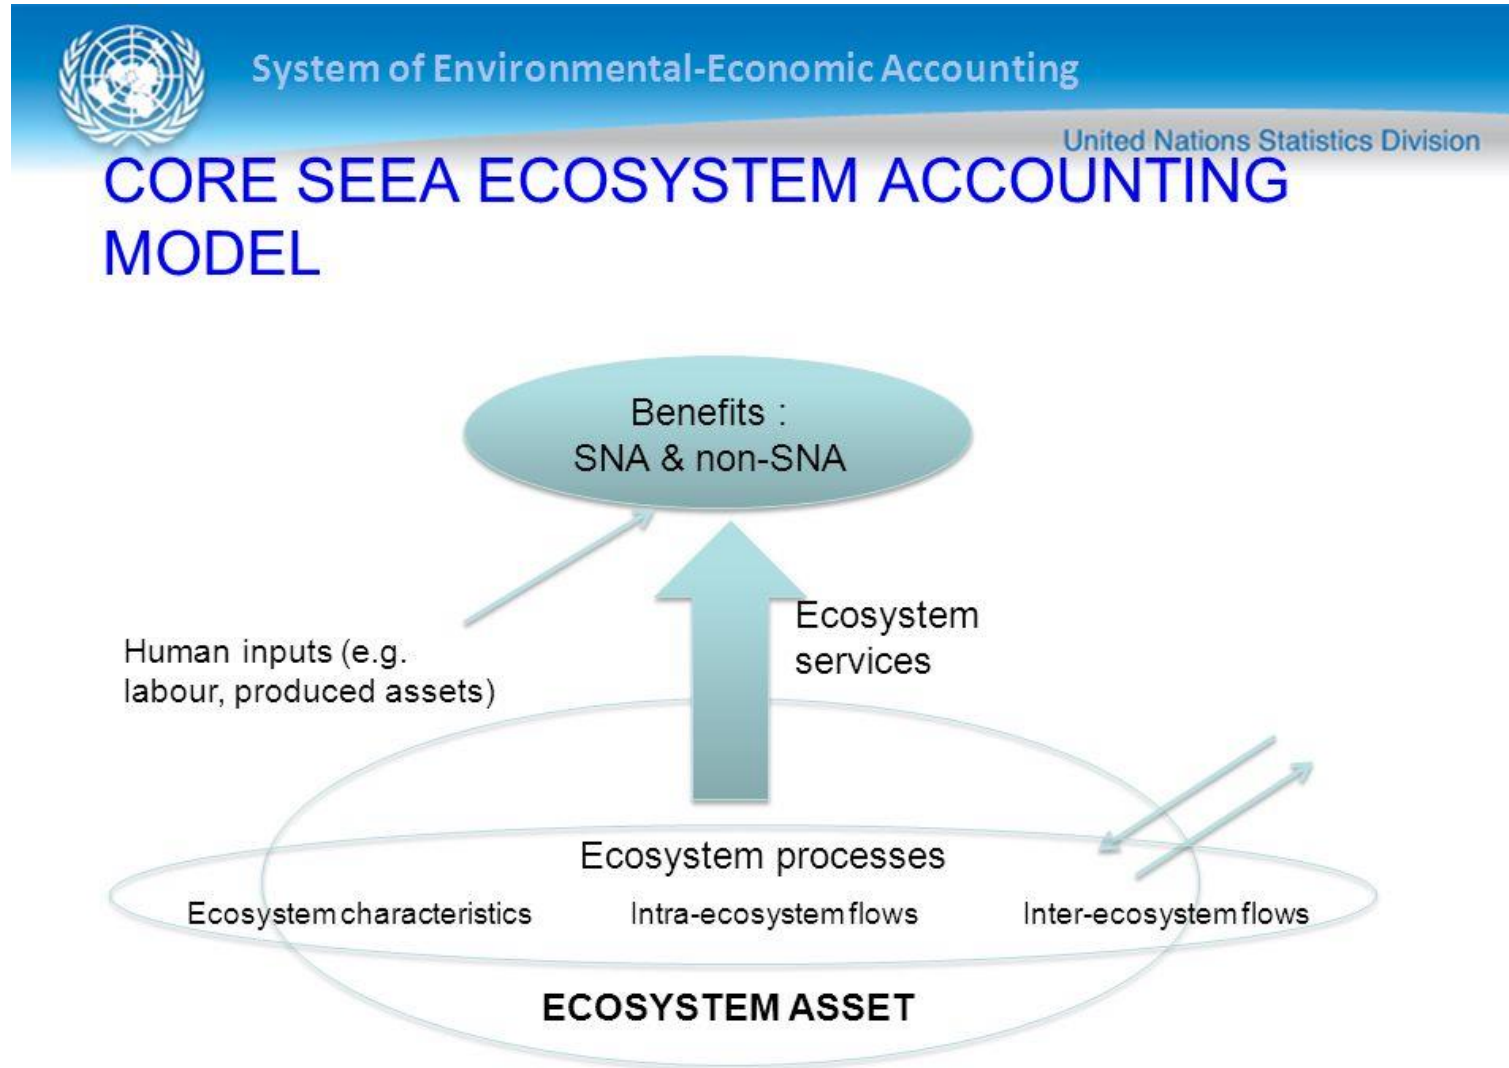 System of Environmental-Economic Accounting
United Nations Statistics Division
CORE SEEA ECOSYSTEM ACCOUNTING
MODEL
Benefits :
SNA & non-SNA
Ecosystem
services
Human inputs (e.g.
labour, produced assets)
Ecosystem processes
Ecosystem characteristics
Intra-ecosystem flows
Inter-ecosystem flows
ECOSYSTEM ASSET